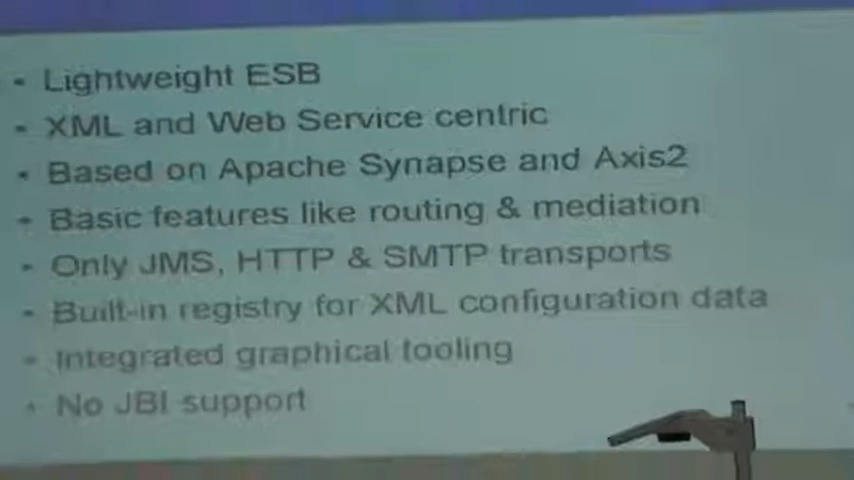 • Lightweight ESB
• XML and Web Service centric
• Based on Apache Synapse and Axis2
• Basic features like routing & mediation
• Only JMS, HTTP & SMTP transports
• Built-in registry for XML configuration data
• Integrated graphical tooling
• No JBI support